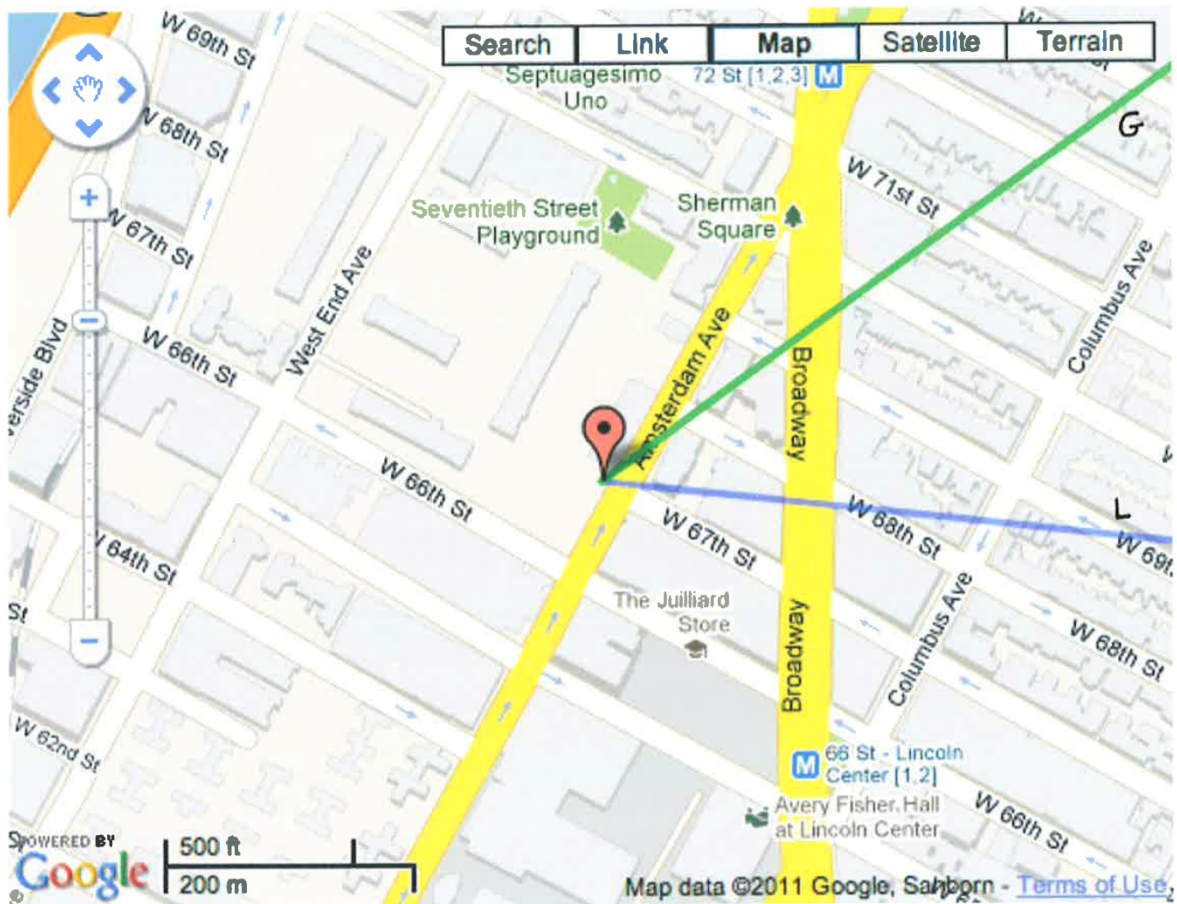 W 69th St
Search
Link
Map
Satellite
Terrain
Septuagesimo
Uno
72 St [1,2,3] M
G
W 68th St
W 71st St
Seventieth Street
Playground
Sherman
Square
W 67th St
West End Ave
Columbus Ave
W 66th St
Amsterdam Ave
Broadway
W 66th St
L
W 67th St
W 68th St
W 69t
W 64th St
The Juilliard
Store
Columbus Ave
St
Broadway
W 68th St
W 62nd St
M 66 St - Lincoln
Center [1,2]
Avery Fisher Hall
at Lincoln Center
W 66th St
POWERED BY
Google
500 ft
200 m
Map data ©2011 Google, Sanborn - Terms of Use